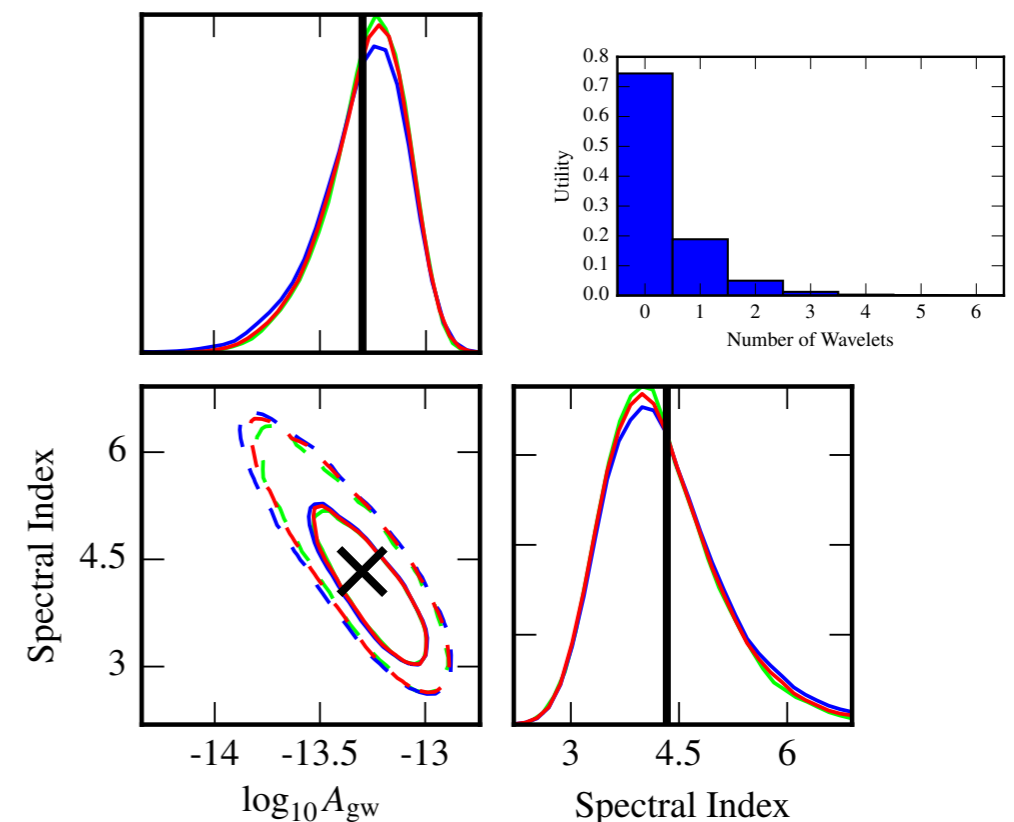 0.8
0.7
0.6
0.5
0.4
0.3
0.2
0.1
0.0
Utility
0 1 2 3 4 5 6
Number of Wavelets
6
4.5
3
Spectral Index
-14 -13.5 -13
log₁₀ A_gw
3 4.5 6
Spectral Index